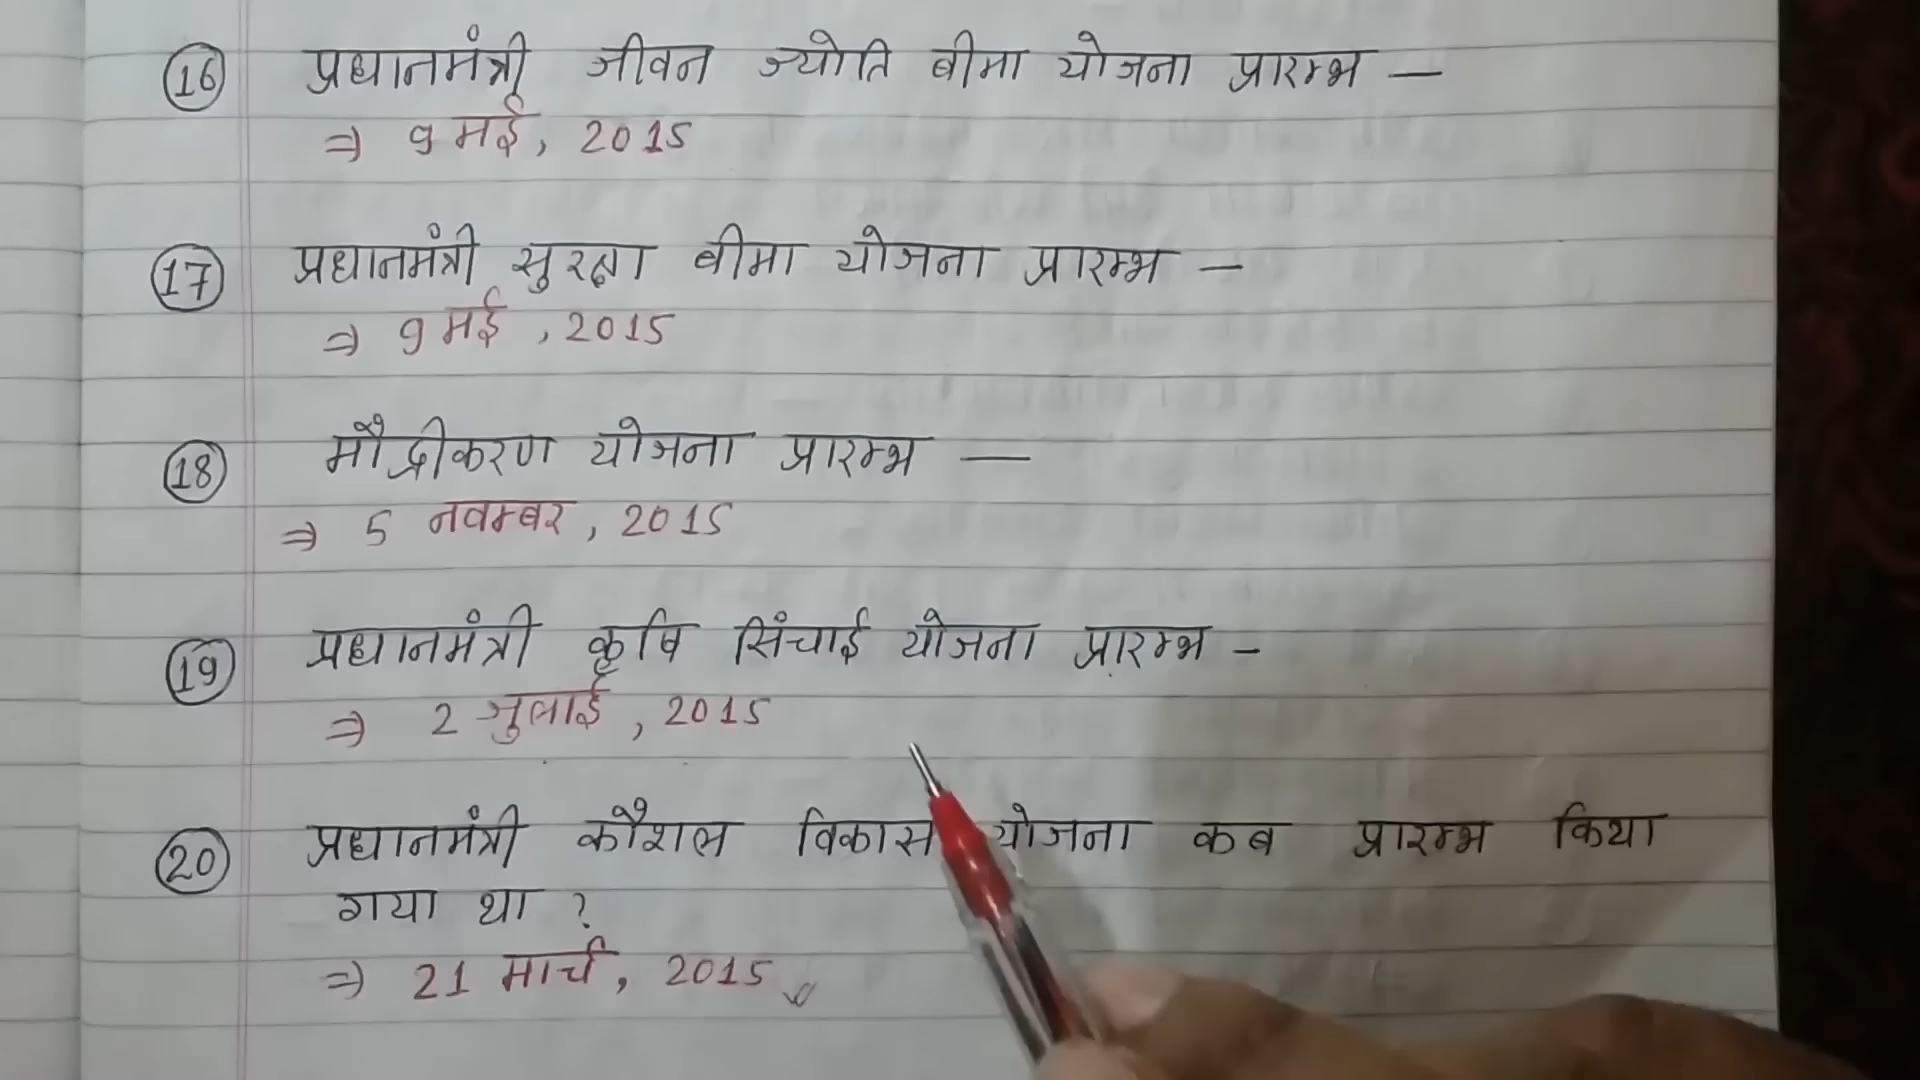 16 प्रधानमंत्री जीवन ज्योति बीमा योजना प्रारम्भ —
⇒ 9 मई, 2015
17 प्रधानमंत्री सुरक्षा बीमा योजना प्रारम्भ —
⇒ 9 मई, 2015
18 मौद्रीकरण योजना प्रारम्भ —
⇒ 5 नवम्बर, 2015
19 प्रधानमंत्री कृषि सिंचाई योजना प्रारम्भ -
⇒ 2 जुलाई, 2015
20 प्रधानमंत्री कौशल विकास योजना कब प्रारम्भ किया
गया था ?
⇒ 21 मार्च, 2015